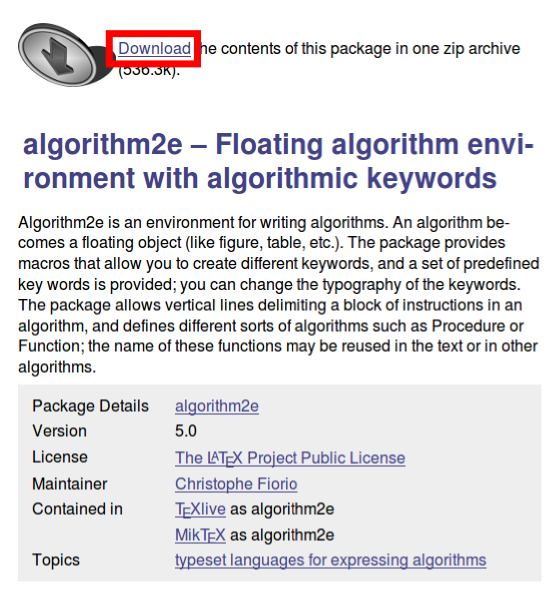 Download the contents of this package in one zip archive
(536.3k).
algorithm2e – Floating algorithm envi-
ronment with algorithmic keywords
Algorithm2e is an environment for writing algorithms. An algorithm be-
comes a floating object (like figure, table, etc.). The package provides
macros that allow you to create different keywords, and a set of predefined
key words is provided; you can change the typography of the keywords.
The package allows vertical lines delimiting a block of instructions in an
algorithm, and defines different sorts of algorithms such as Procedure or
Function; the name of these functions may be reused in the text or in other
algorithms.
Package Details algorithm2e
Version 5.0
License The LATEX Project Public License
Maintainer Christophe Fiorio
Contained in TEXlive as algorithm2e
MikTEX as algorithm2e
Topics typeset languages for expressing algorithms